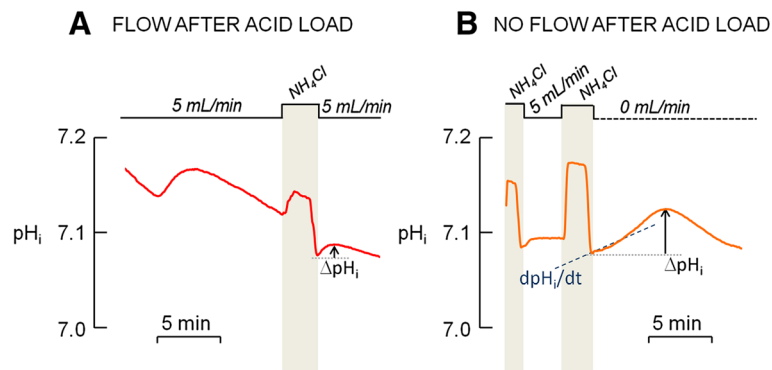 A FLOW AFTER ACID LOAD
NH₄Cl
5 mL/min
5 mL/min
7.2
7.1
7.0
pHᵢ
ΔpHᵢ
5 min
B NO FLOW AFTER ACID LOAD
NH₄Cl
5 mL/min
NH₄Cl
0 mL/min
7.2
7.1
7.0
pHᵢ
dpHᵢ/dt
ΔpHᵢ
5 min